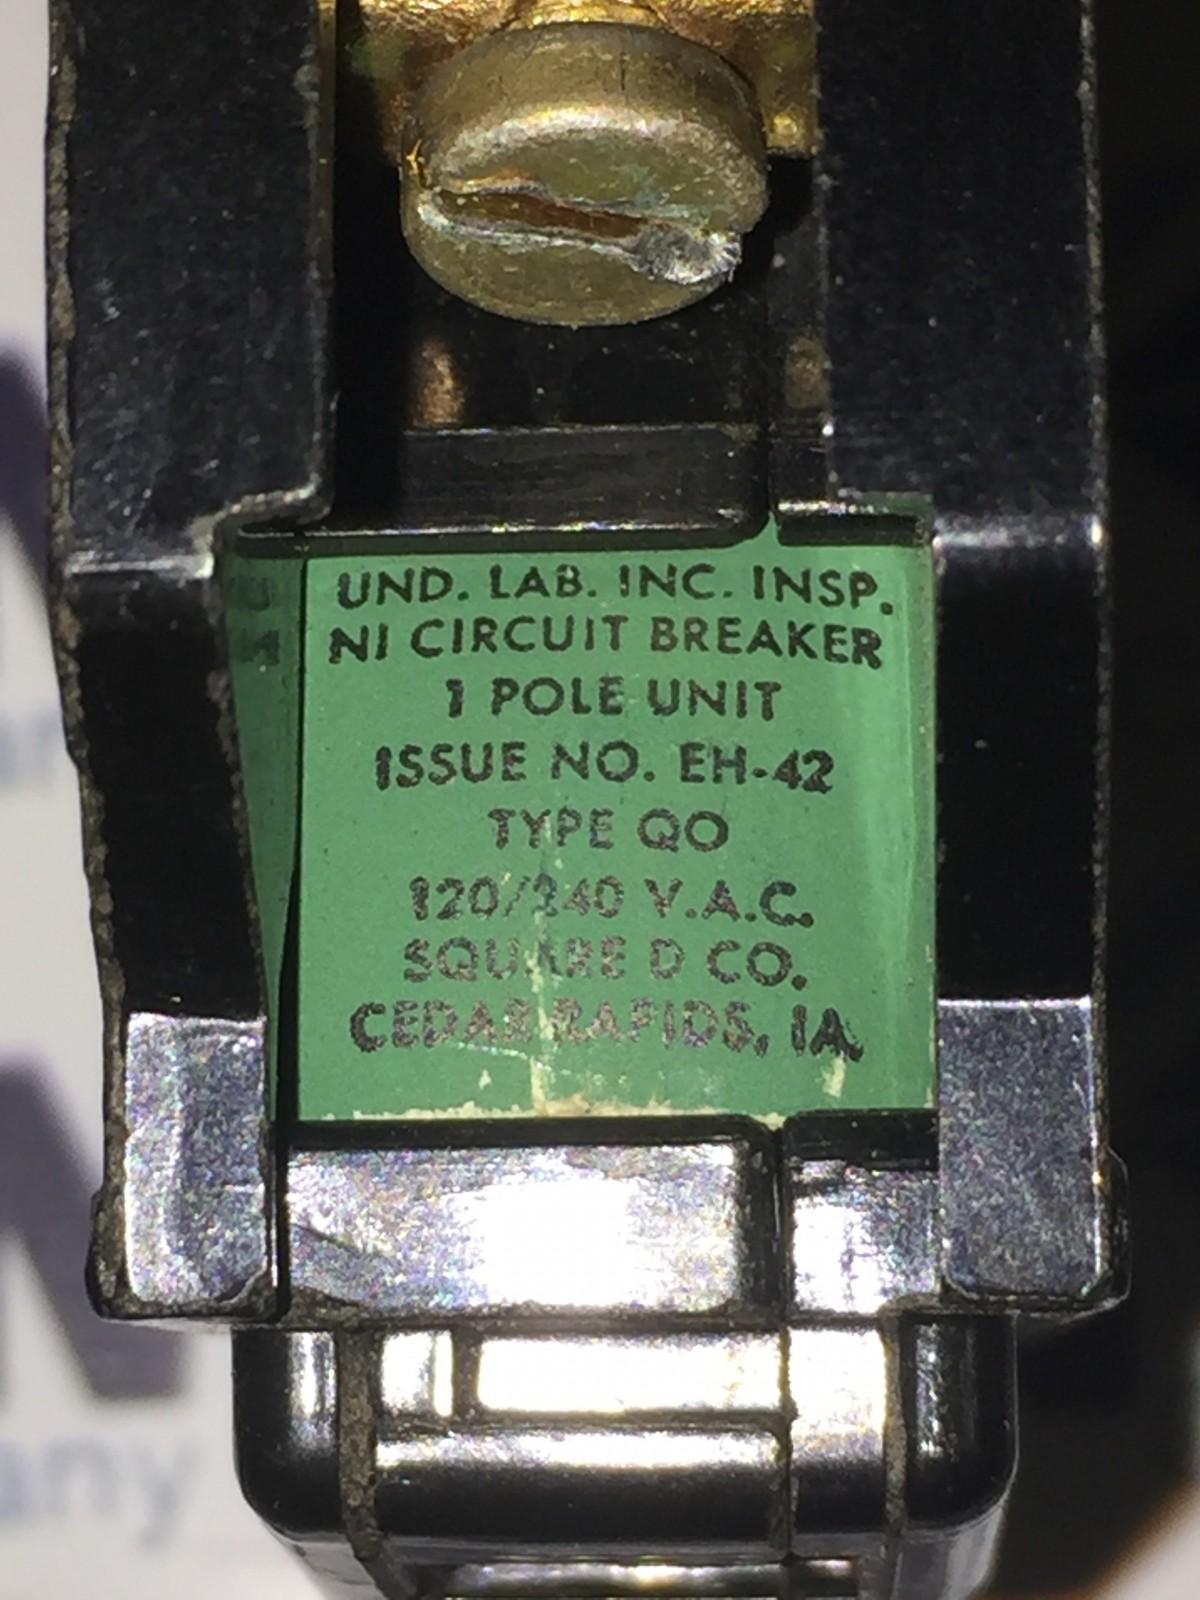 UND. LAB. INC. INSP.
NI CIRCUIT BREAKER
1 POLE UNIT
ISSUE NO. EH-42
TYPE QO
120/240 V.A.C.
SQUARE D CO.
CEDAR RAPIDS, IA.